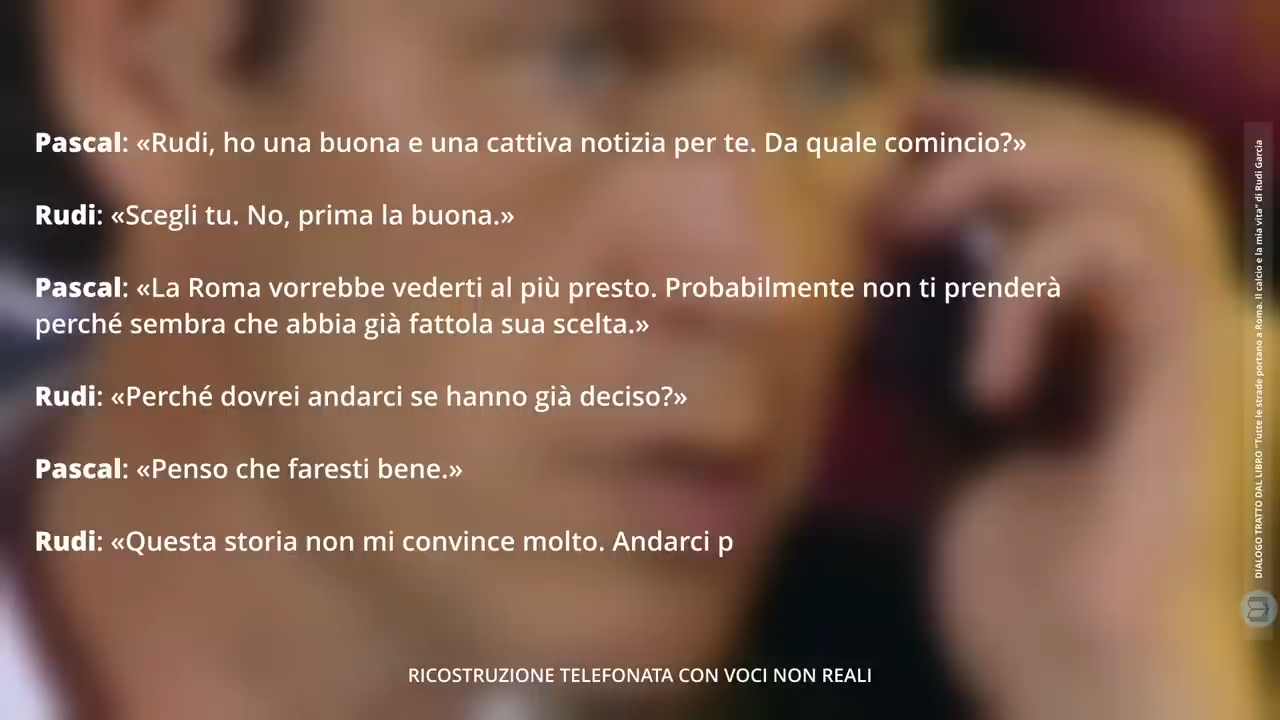 Pascal: «Rudi, ho una buona e una cattiva notizia per te. Da quale comincio?»
Rudi: «Scegli tu. No, prima la buona.»
Pascal: «La Roma vorrebbe vederti al più presto. Probabilmente non ti prenderà
perché sembra che abbia già fattola sua scelta.»
Rudi: «Perché dovrei andarci se hanno già deciso?»
Pascal: «Penso che faresti bene.»
Rudi: «Questa storia non mi convince molto. Andarci p
RICOSTRUZIONE TELEFONATA CON VOCI NON REALI
DIALOGO TRATTO DAL LIBRO "Tutte le strade portano a Roma. Il calcio e la mia vita" di Rudi Garcia